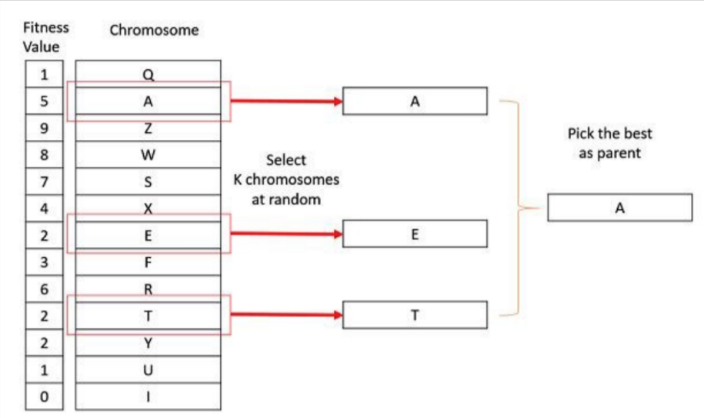 Fitness
Value
Chromosome
1 Q
5 A
9 Z
8 W
7 S
4 X
2 E
3 F
6 R
2 T
2 Y
1 U
0 I
Select
K chromosomes
at random
A
E
T
Pick the best
as parent
A